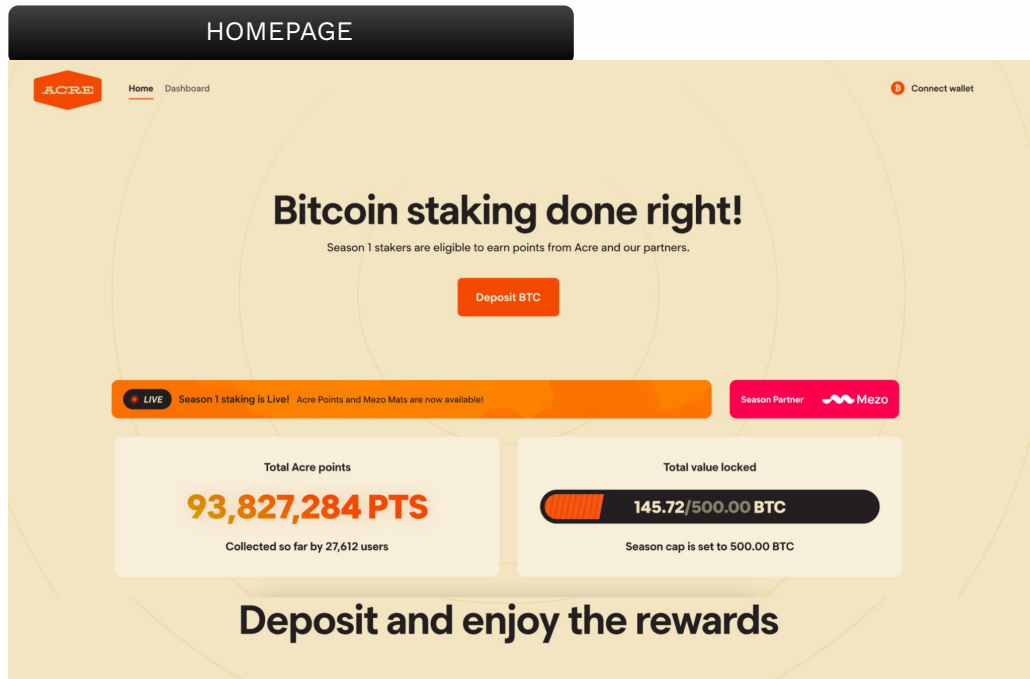 HOMEPAGE
ACRE
Home Dashboard
Connect wallet
Bitcoin staking done right!
Season 1 stakers are eligible to earn points from Acre and our partners.
Deposit BTC
LIVE Season 1 staking is Live! Acre Points and Mezo Mats are now available!
Season Partner Mezo
Total Acre points
93,827,284 PTS
Collected so far by 27,612 users
Total value locked
145.72/500.00 BTC
Season cap is set to 500.00 BTC
Deposit and enjoy the rewards